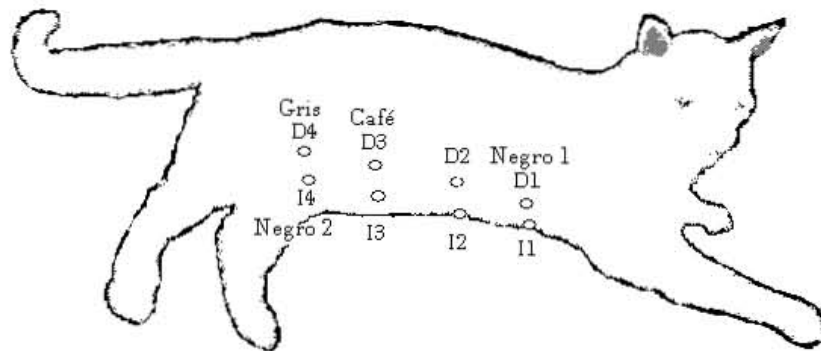 Gris
D4
Café
D3
D2
Negro 1
D1
I4
Negro 2
I3
I2
I1